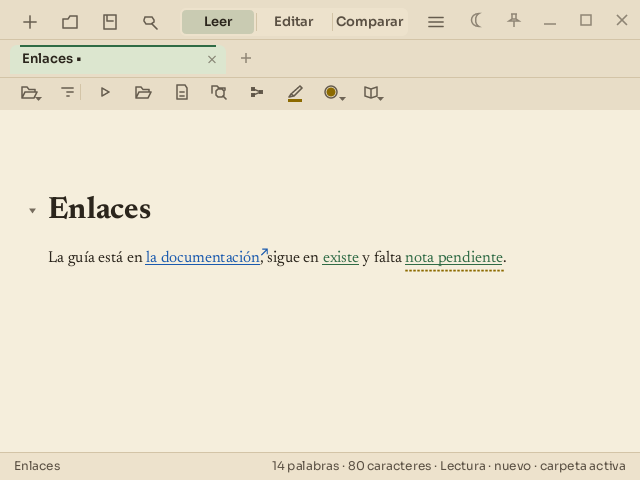 Leer Editar Comparar
Enlaces •
Enlaces
La guía está en la documentación, sigue en existe y falta nota pendiente.
Enlaces 14 palabras · 80 caracteres · Lectura · nuevo · carpeta activa